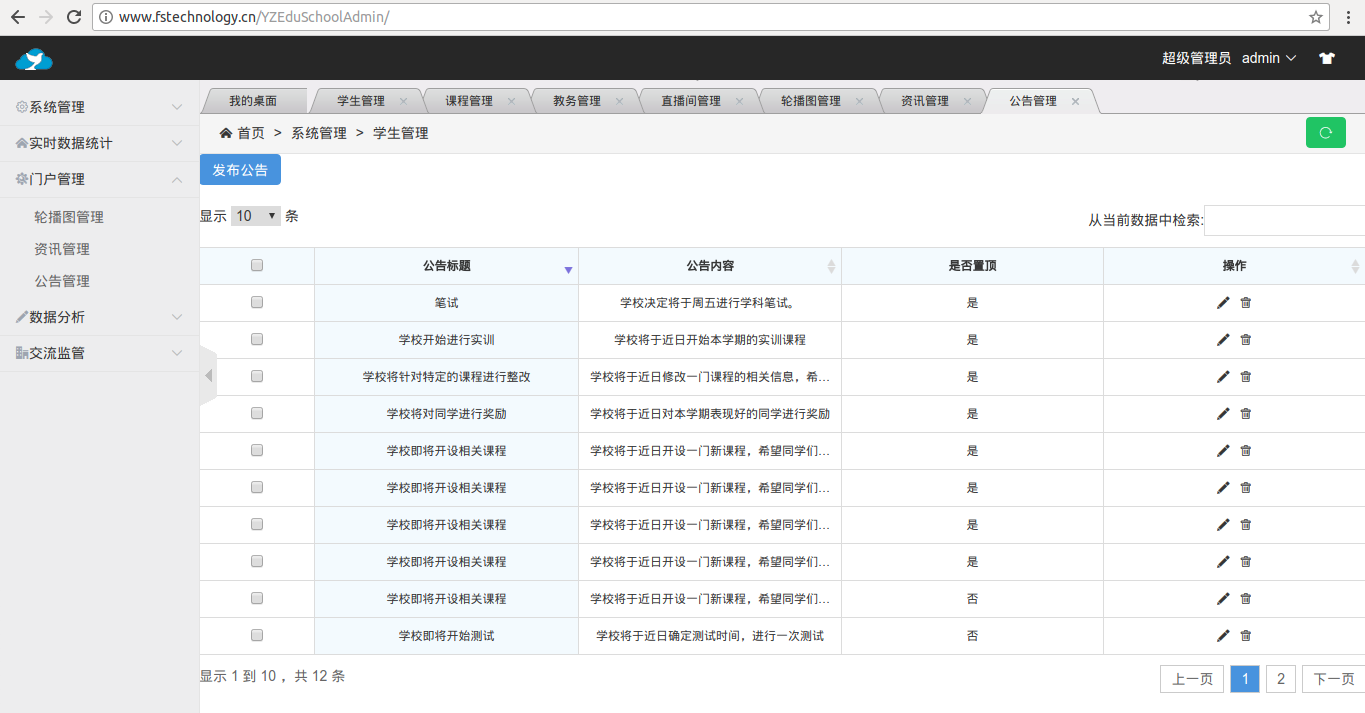 www.fstechnology.cn/YZEduSchoolAdmin/
超级管理员 admin
系统管理
实时数据统计
门户管理
轮播图管理
资讯管理
公告管理
数据分析
交流监管
我的桌面 学生管理 课程管理 教务管理 直播间管理 轮播图管理 资讯管理 公告管理
首页 > 系统管理 > 学生管理
发布公告
显示 10 条
从当前数据中检索:
公告标题 公告内容 是否置顶 操作
笔试 学校决定将于周五进行学科笔试。 是
学校开始进行实训 学校将于近日开始本学期的实训课程 是
学校将针对特定的课程进行整改 学校将于近日修改一门课程的相关信息，希... 是
学校将对同学进行奖励 学校将于近日对本学期表现好的同学进行奖励 是
学校即将开设相关课程 学校将于近日开设一门新课程，希望同学们... 是
学校即将开设相关课程 学校将于近日开设一门新课程，希望同学们... 是
学校即将开设相关课程 学校将于近日开设一门新课程，希望同学们... 是
学校即将开设相关课程 学校将于近日开设一门新课程，希望同学们... 是
学校即将开设相关课程 学校将于近日开设一门新课程，希望同学们... 否
学校即将开始测试 学校将于近日确定测试时间，进行一次测试 否
显示 1 到 10 ，共 12 条
上一页 1 2 下一页